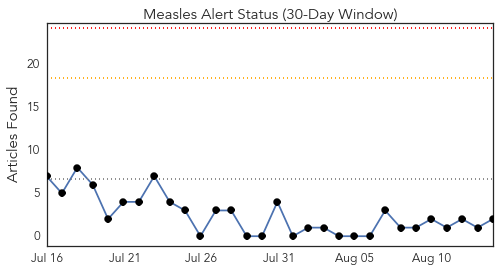 Measles Alert Status (30-Day Window)
Articles Found
20
15
10
5
0
Jul 16 Jul 21 Jul 26 Jul 31 Aug 05 Aug 10